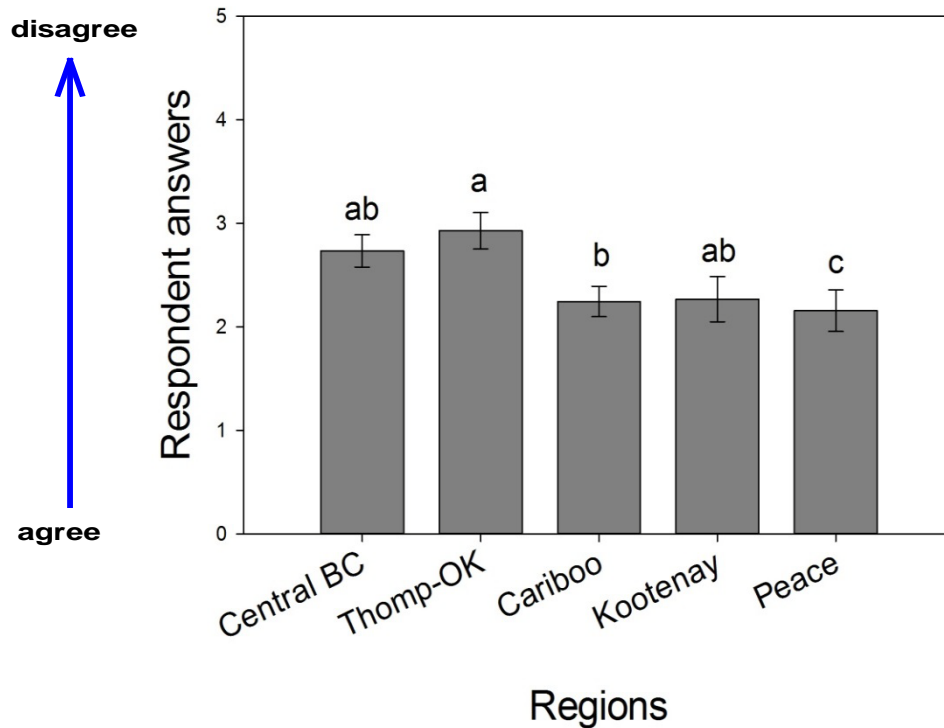 disagree
agree
Respondent answers
5
4
3
2
1
0
ab
a
b
ab
c
Central BC
Thomp-OK
Cariboo
Kootenay
Peace
Regions